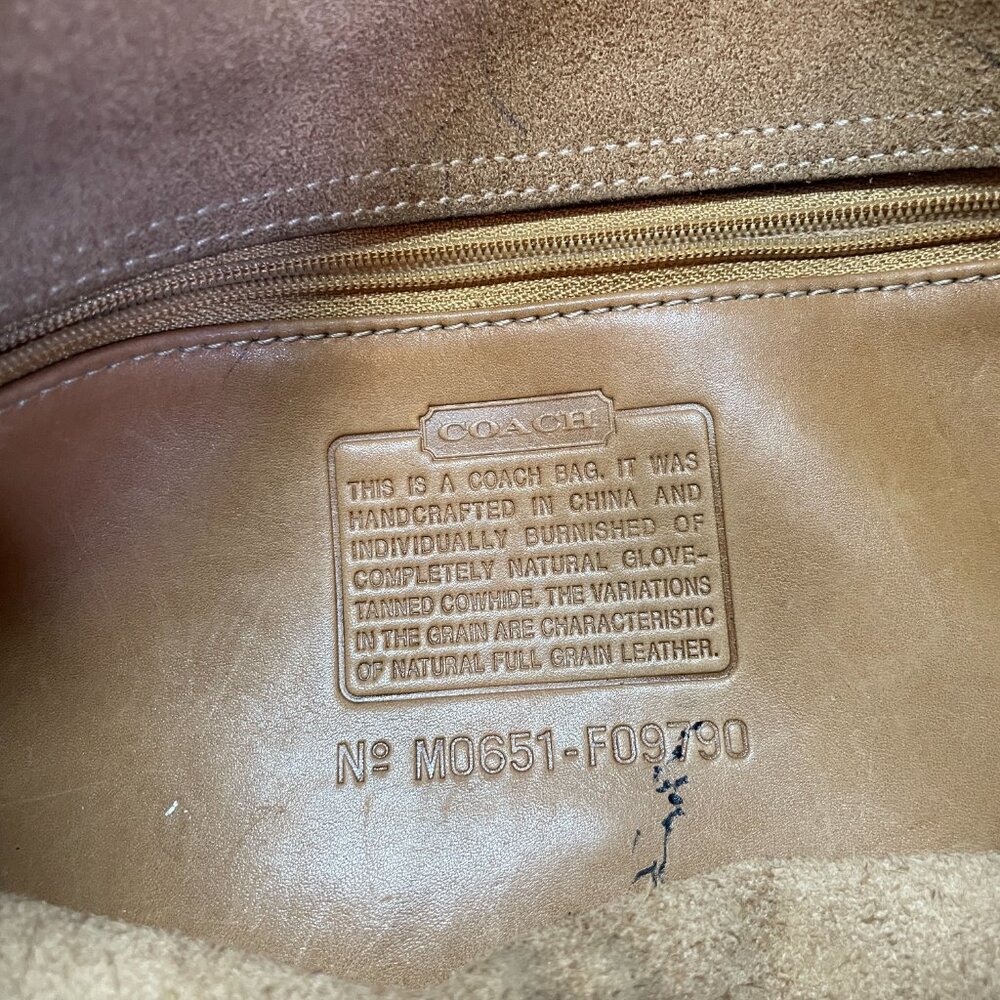 COACH
THIS IS A COACH BAG. IT WAS
HANDCRAFTED IN CHINA AND
INDIVIDUALLY BURNISHED OF
COMPLETELY NATURAL GLOVE-
TANNED COWHIDE. THE VARIATIONS
IN THE GRAIN ARE CHARACTERISTIC
OF NATURAL FULL GRAIN LEATHER.
Nº M0651-F09790